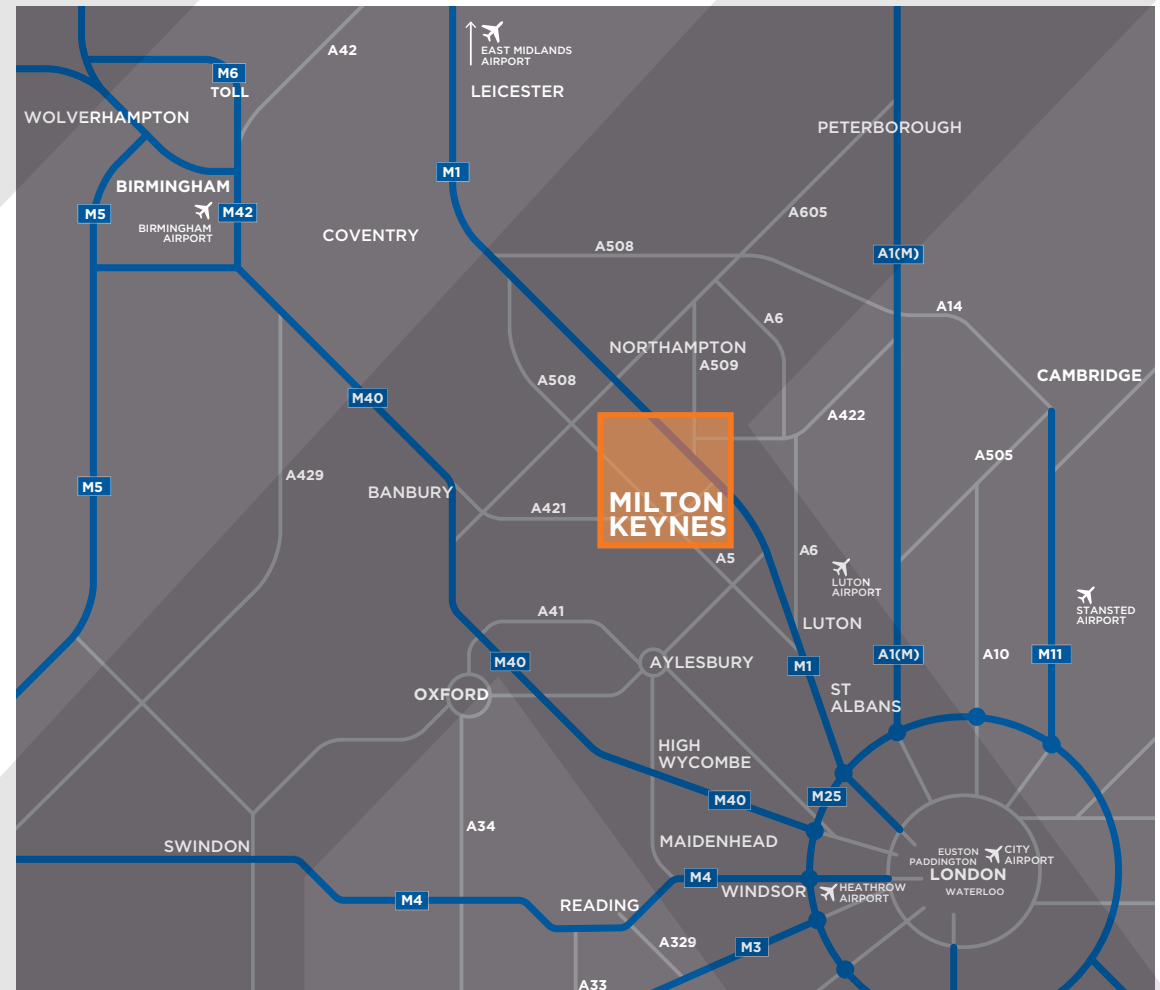 A42
EAST MIDLANDS
AIRPORT
M6
TOLL
LEICESTER
WOLVERHAMPTON
PETERBOROUGH
M1
BIRMINGHAM
M5
BIRMINGHAM
AIRPORT
M42
COVENTRY
A605
A508
A1(M)
A14
A6
NORTHAMPTON
A509
A508
CAMBRIDGE
M40
A422
A505
A429
M5
BANBURY
A421
MILTON
KEYNES
A5
A6
LUTON
AIRPORT
STANSTED
AIRPORT
A41
LUTON
M40
AYLESBURY
M1
A1(M)
A10
M11
OXFORD
ST
ALBANS
HIGH
WYCOMBE
M40
M25
A34
SWINDON
MAIDENHEAD
EUSTON
PADDINGTON
CITY
AIRPORT
LONDON
WATERLOO
M4
WINDSOR
HEATHROW
AIRPORT
M4
READING
A329
M3
A33